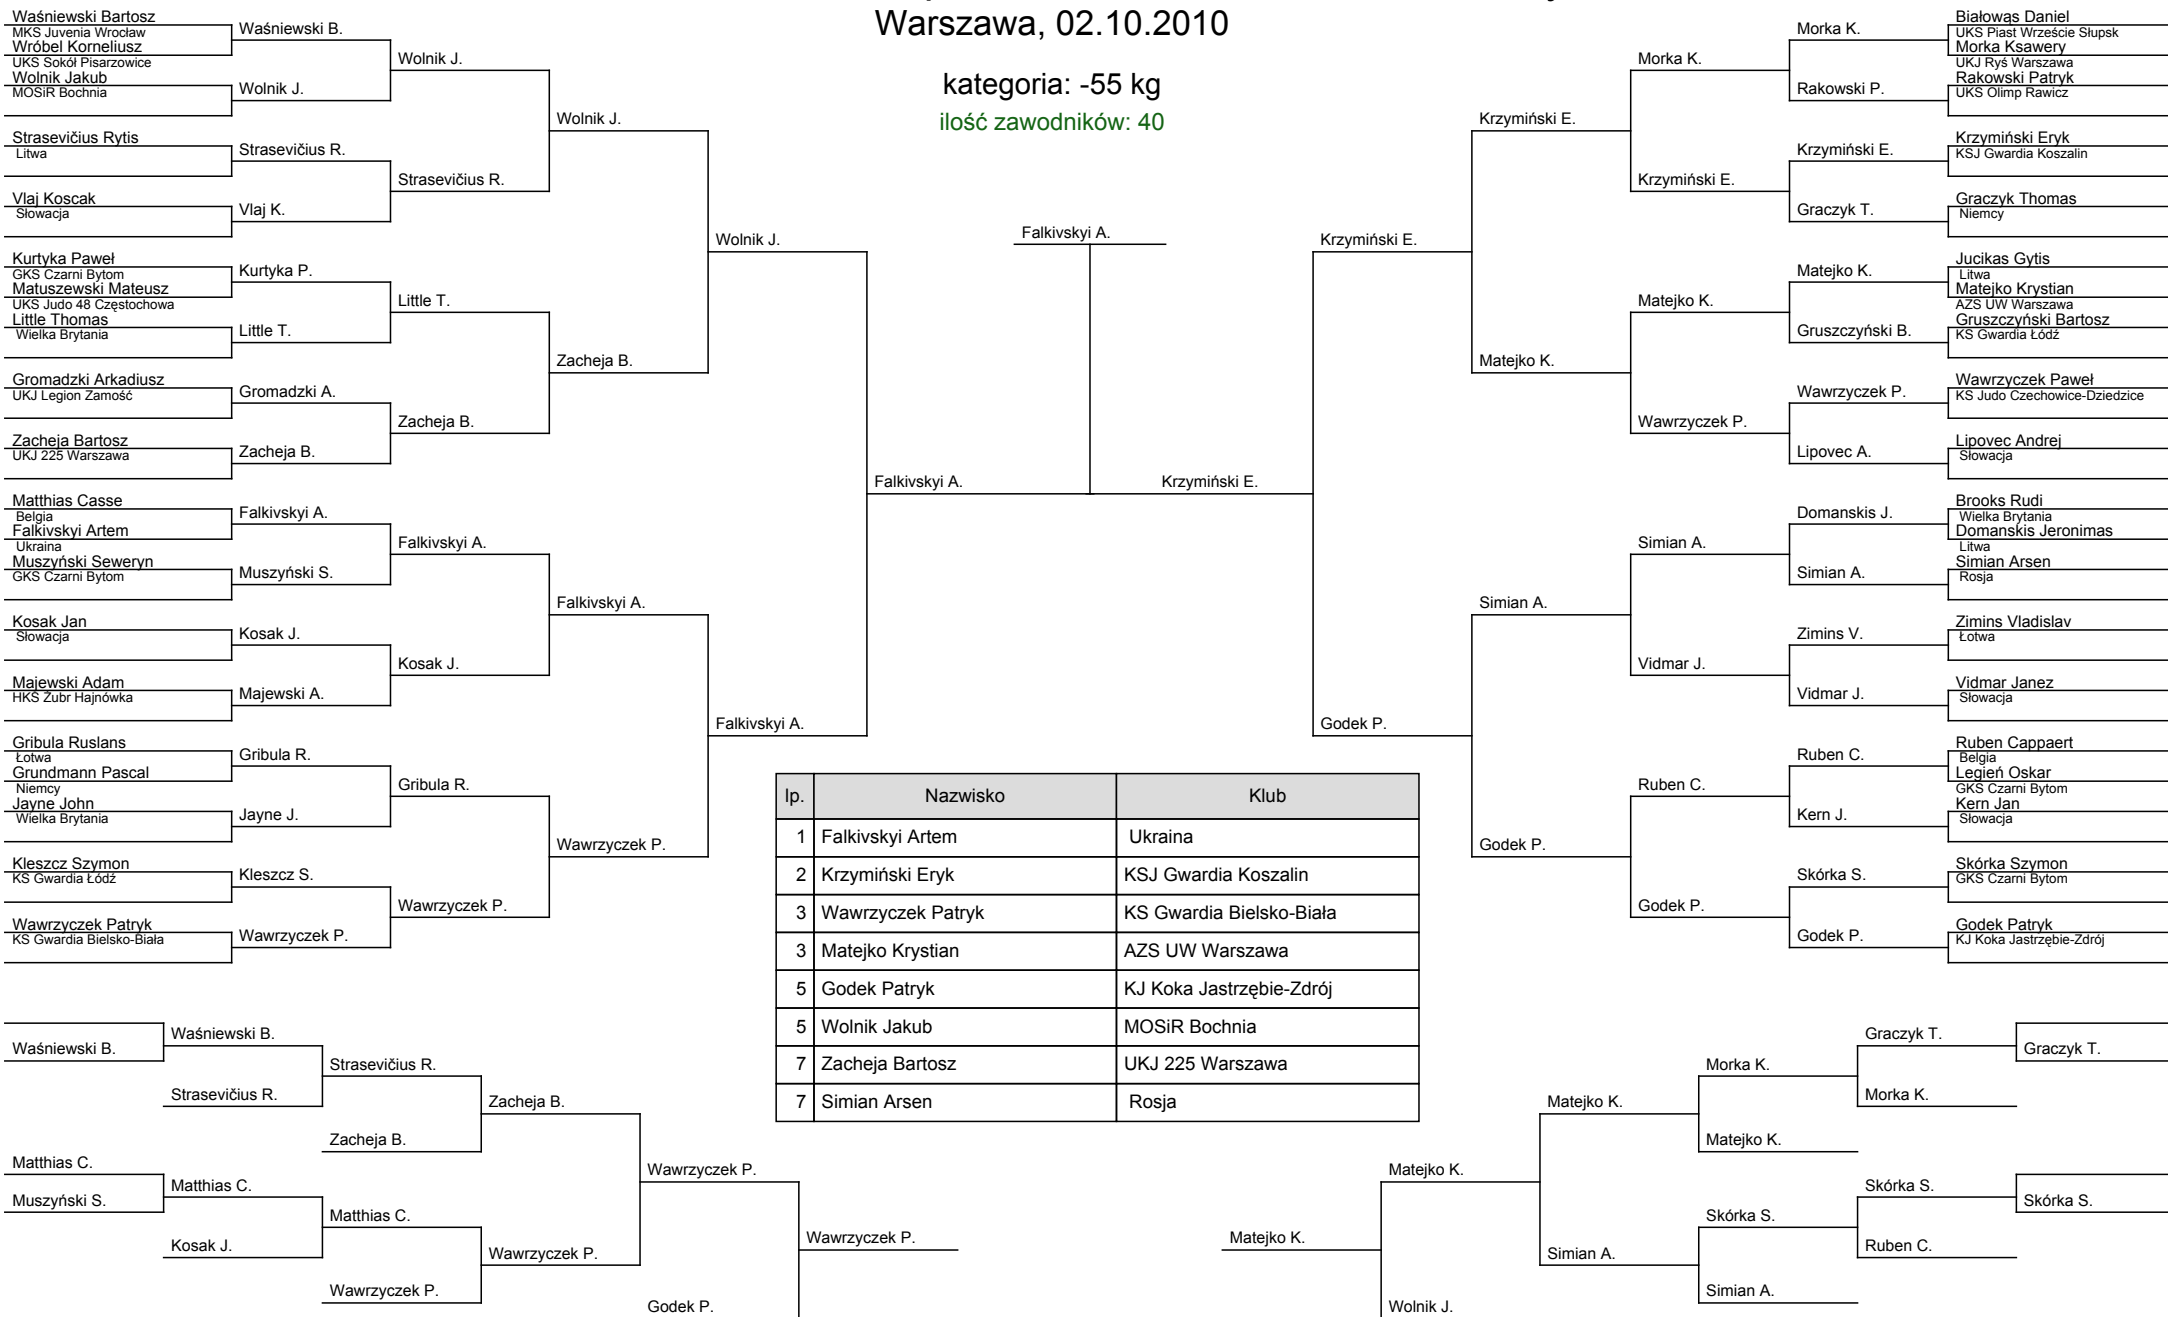 Warszawa, 02.10.2010
kategoria: -55 kg
ilość zawodników: 40
Waśniewski Bartosz
MKS Juvenia Wrocław
Wróbel Korneliusz
UKS Sokół Pisarzowice
Wolnik Jakub
MOSiR Bochnia
Strasevičius Rytis
Litwa
Vlaj Koscak
Słowacja
Kurtyka Paweł
GKS Czarni Bytom
Matuszewski Mateusz
UKS Judo 48 Częstochowa
Little Thomas
Wielka Brytania
Gromadzki Arkadiusz
UKJ Legion Zamość
Zacheja Bartosz
UKJ 225 Warszawa
Matthias Casse
Belgia
Falkivskyi Artem
Ukraina
Muszyński Seweryn
GKS Czarni Bytom
Kosak Jan
Słowacja
Majewski Adam
HKS Żubr Hajnówka
Gribula Ruslans
Łotwa
Grundmann Pascal
Niemcy
Jayne John
Wielka Brytania
Kleszcz Szymon
KS Gwardia Łódź
Wawrzyczek Patryk
KS Gwardia Bielsko-Biała
Waśniewski B.
Wolnik J.
Strasevičius R.
Vlaj K.
Kurtyka P.
Little T.
Gromadzki A.
Zacheja B.
Falkivskyi A.
Muszyński S.
Kosak J.
Majewski A.
Gribula R.
Jayne J.
Kleszcz S.
Wawrzyczek P.
Wolnik J.
Strasevičius R.
Little T.
Zacheja B.
Falkivskyi A.
Kosak J.
Gribula R.
Wawrzyczek P.
Wolnik J.
Zacheja B.
Falkivskyi A.
Wawrzyczek P.
Wolnik J.
Falkivskyi A.
Falkivskyi A.
Falkivskyi A.
Krzymiński E.
Krzymiński E.
Godek P.
Krzymiński E.
Matejko K.
Simian A.
Godek P.
Morka K.
Krzymiński E.
Matejko K.
Wawrzyczek P.
Simian A.
Vidmar J.
Ruben C.
Godek P.
Morka K.
Rakowski P.
Krzymiński E.
Graczyk T.
Matejko K.
Gruszczyński B.
Wawrzyczek P.
Lipovec A.
Domanskis J.
Simian A.
Zimins V.
Vidmar J.
Ruben C.
Kern J.
Skórka S.
Godek P.
Białowąs Daniel
UKS Piast Wrzeście Słupsk
Morka Ksawery
UKJ Ryś Warszawa
Rakowski Patryk
UKS Olimp Rawicz
Krzymiński Eryk
KSJ Gwardia Koszalin
Graczyk Thomas
Niemcy
Jucikas Gytis
Litwa
Matejko Krystian
AZS UW Warszawa
Gruszczyński Bartosz
KS Gwardia Łódź
Wawrzyczek Paweł
KS Judo Czechowice-Dziedzice
Lipovec Andrej
Słowacja
Brooks Rudi
Wielka Brytania
Domanskis Jeronimas
Litwa
Simian Arsen
Rosja
Zimins Vladislav
Łotwa
Vidmar Janez
Słowacja
Ruben Cappaert
Belgia
Legień Oskar
GKS Czarni Bytom
Kern Jan
Słowacja
Skórka Szymon
GKS Czarni Bytom
Godek Patryk
KJ Koka Jastrzębie-Zdrój
lp. Nazwisko Klub
1 Falkivskyi Artem Ukraina
2 Krzymiński Eryk KSJ Gwardia Koszalin
3 Wawrzyczek Patryk KS Gwardia Bielsko-Biała
3 Matejko Krystian AZS UW Warszawa
5 Godek Patryk KJ Koka Jastrzębie-Zdrój
5 Wolnik Jakub MOSiR Bochnia
7 Zacheja Bartosz UKJ 225 Warszawa
7 Simian Arsen Rosja
Waśniewski B.
Matthias C.
Muszyński S.
Waśniewski B.
Strasevičius R.
Matthias C.
Kosak J.
Strasevičius R.
Zacheja B.
Matthias C.
Wawrzyczek P.
Zacheja B.
Wawrzyczek P.
Wawrzyczek P.
Godek P.
Wawrzyczek P.
Matejko K.
Matejko K.
Wolnik J.
Matejko K.
Simian A.
Morka K.
Matejko K.
Skórka S.
Simian A.
Graczyk T.
Morka K.
Skórka S.
Ruben C.
Graczyk T.
Skórka S.